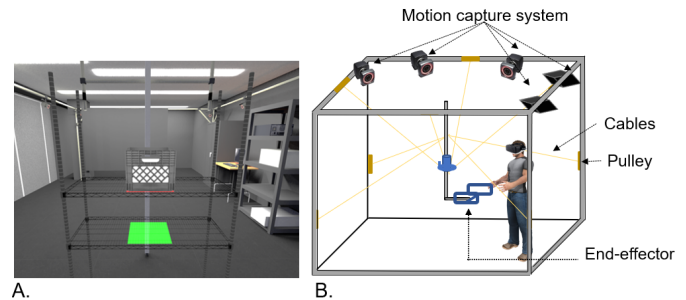 Motion capture system
Cables
Pulley
End-effector
A.
B.